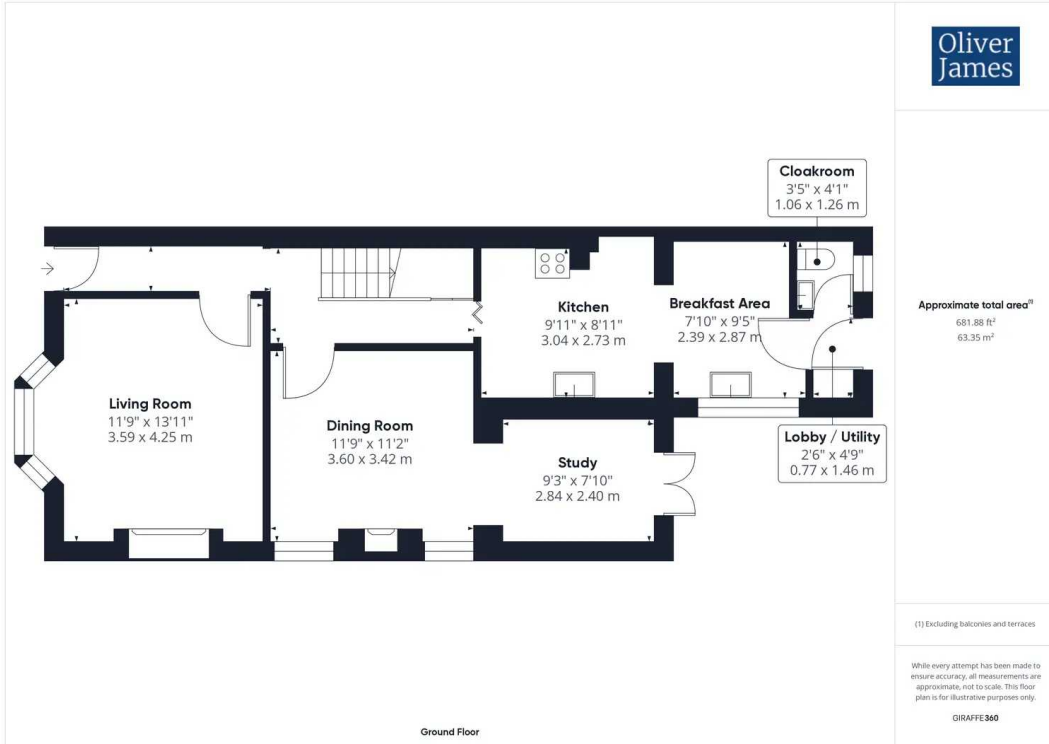 Oliver
James
Cloakroom
3'5" x 4'1"
1.06 x 1.26 m
Kitchen
9'11" x 8'11"
3.04 x 2.73 m
Breakfast Area
7'10" x 9'5"
2.39 x 2.87 m
Living Room
11'9" x 13'11"
3.59 x 4.25 m
Dining Room
11'9" x 11'2"
3.60 x 3.42 m
Study
9'3" x 7'10"
2.84 x 2.40 m
Lobby / Utility
2'6" x 4'9"
0.77 x 1.46 m
Ground Floor
Approximate total area(1)
681.88 ft²
63.35 m²
(1) Excluding balconies and terraces
While every attempt has been made to
ensure accuracy, all measurements are
approximate, not to scale. This floor
plan is for illustrative purposes only.
GIRAFFE360